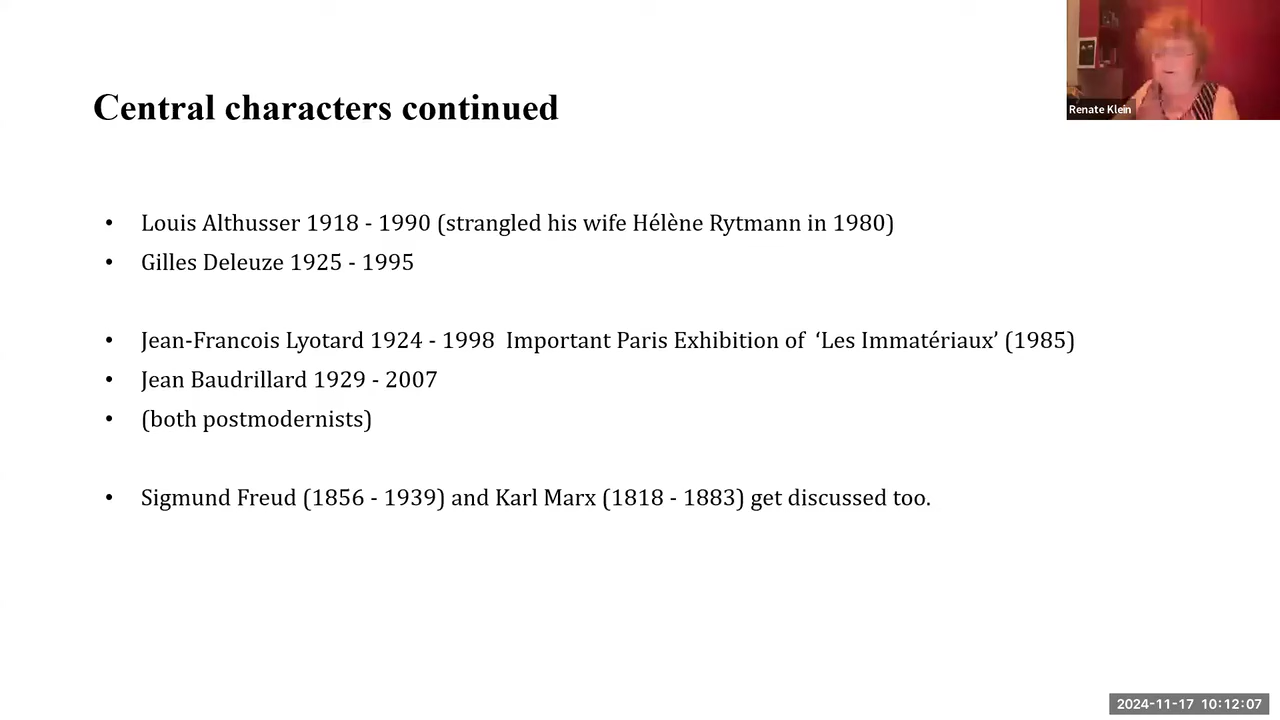 Renate Klein
Central characters continued
• Louis Althusser 1918 - 1990 (strangled his wife Hélène Rytmann in 1980)
• Gilles Deleuze 1925 - 1995
• Jean-Francois Lyotard 1924 - 1998  Important Paris Exhibition of  ‘Les Immatériaux’ (1985)
• Jean Baudrillard 1929 - 2007
• (both postmodernists)
• Sigmund Freud (1856 - 1939) and Karl Marx (1818 - 1883) get discussed too.
2024-11-17  10:12:07